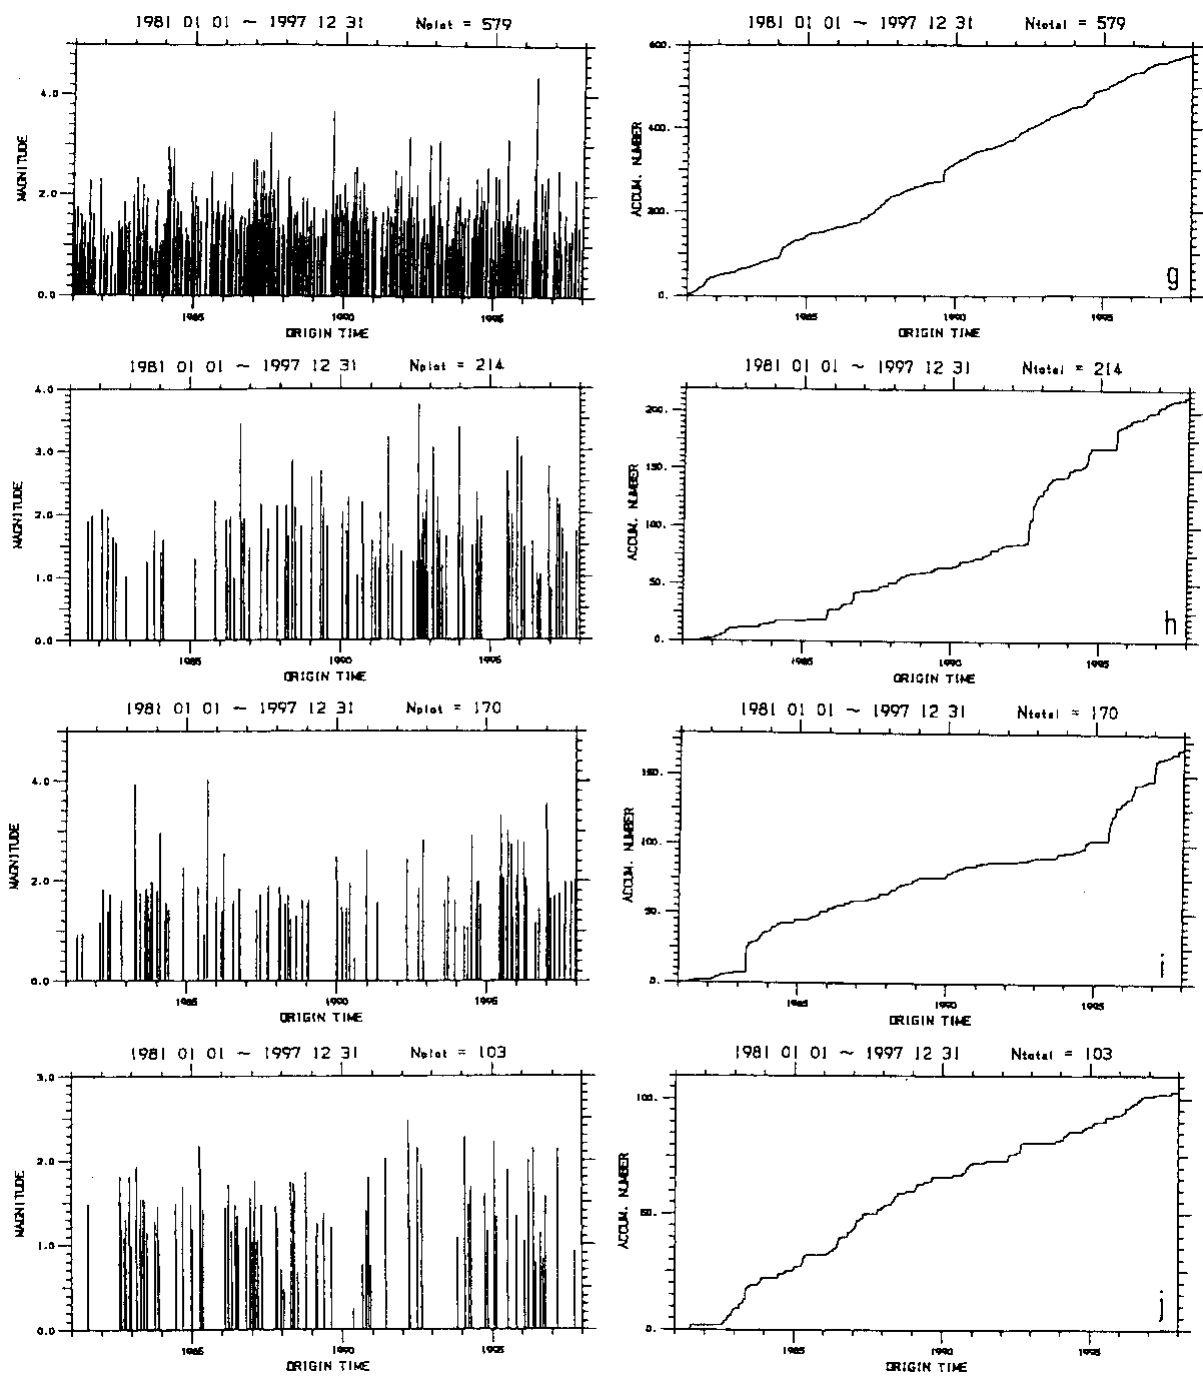 1981 01 01 ~ 1997 12 31 Nplot = 579
MAGNITUDE
4.0
2.0
0.0
1985 1990 1995
ORIGIN TIME
1981 01 01 ~ 1997 12 31 Ntotal = 579
ACCUM. NUMBER
600.
400.
300.
200.
100.
0.
1985 1990 1995
ORIGIN TIME
g
1981 01 01 ~ 1997 12 31 Nplot = 214
MAGNITUDE
4.0
3.0
2.0
1.0
0.0
1985 1990 1995
ORIGIN TIME
1981 01 01 ~ 1997 12 31 Ntotal = 214
ACCUM. NUMBER
200.
150.
100.
50.
0.
1985 1990 1995
ORIGIN TIME
h
1981 01 01 ~ 1997 12 31 Nplot = 170
MAGNITUDE
4.0
2.0
0.0
1985 1990 1995
ORIGIN TIME
1981 01 01 ~ 1997 12 31 Ntotal = 170
ACCUM. NUMBER
150.
100.
50.
0.
1985 1990 1995
ORIGIN TIME
i
1981 01 01 ~ 1997 12 31 Nplot = 103
MAGNITUDE
3.0
2.0
1.0
0.0
1985 1990 1995
ORIGIN TIME
1981 01 01 ~ 1997 12 31 Ntotal = 103
ACCUM. NUMBER
100.
50.
0.
1985 1990 1995
ORIGIN TIME
j